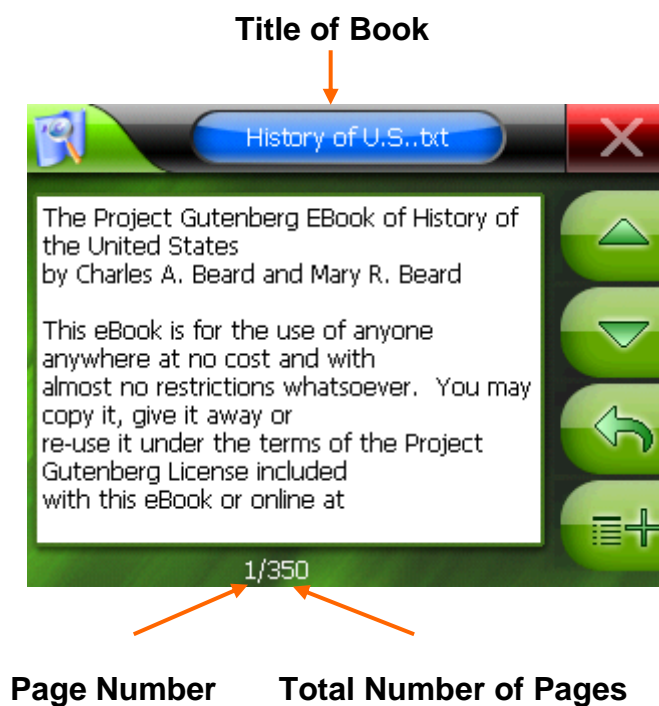 Title of Book
History of U.S..txt
The Project Gutenberg EBook of History of
the United States
by Charles A. Beard and Mary R. Beard
This eBook is for the use of anyone
anywhere at no cost and with
almost no restrictions whatsoever.  You may
copy it, give it away or
re-use it under the terms of the Project
Gutenberg License included
with this eBook or online at
1/350
Page Number
Total Number of Pages